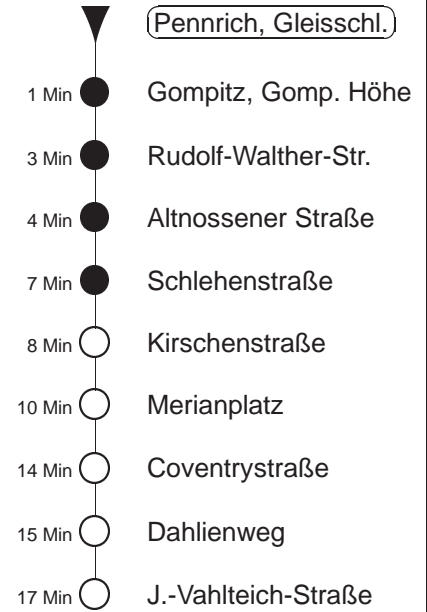 Pennrich, Gleisschl.
1 Min Gompitz, Gomp. Höhe
3 Min Rudolf-Walther-Str.
4 Min Altnossener Straße
7 Min Schlehenstraße
8 Min Kirschenstraße
10 Min Merianplatz
14 Min Coventrystraße
15 Min Dahlienweg
17 Min J.-Vahlteich-Straße